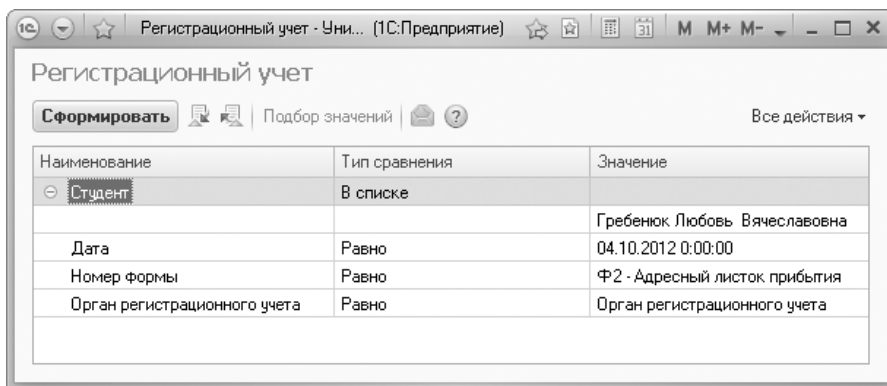 1С Регистрационный учет - Уни... (1С:Предприятие) 31 M M+ M-
Регистрационный учет
Сформировать Подбор значений ? Все действия
Наименование Тип сравнения Значение
Студент В списке
Гребенюк Любовь Вячеславовна
Дата Равно 04.10.2012 0:00:00
Номер формы Равно Ф2 - Адресный листок прибытия
Орган регистрационного учета Равно Орган регистрационного учета